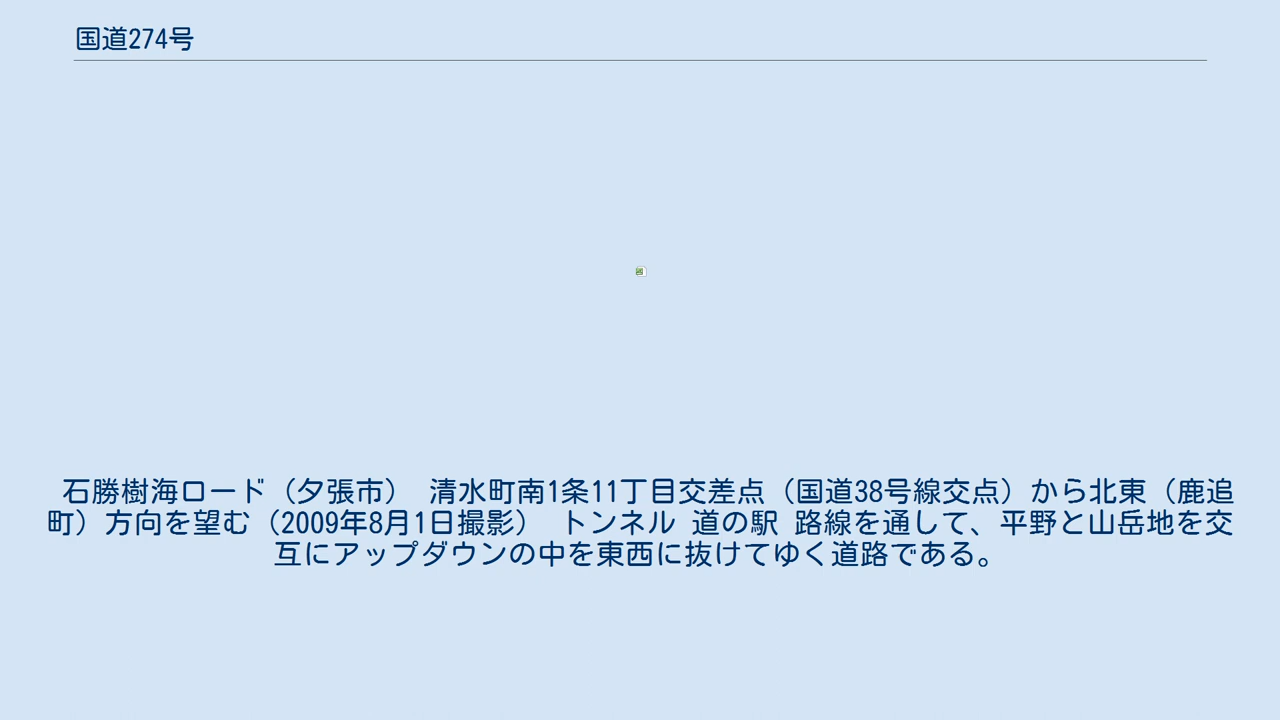 国道274号
石勝樹海ロード（夕張市） 清水町南1条11丁目交差点（国道38号線交点）から北東（鹿追
町）方向を望む（2009年8月1日撮影） トンネル 道の駅 路線を通して、平野と山岳地を交
互にアップダウンの中を東西に抜けてゆく道路である。